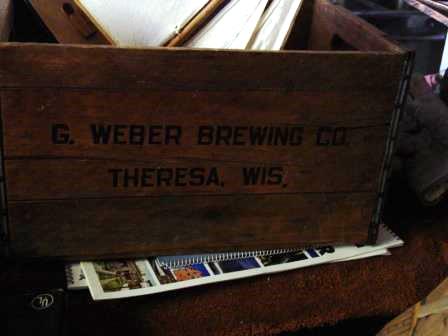 G. WEBER BREWING CO.
THERESA, WIS.